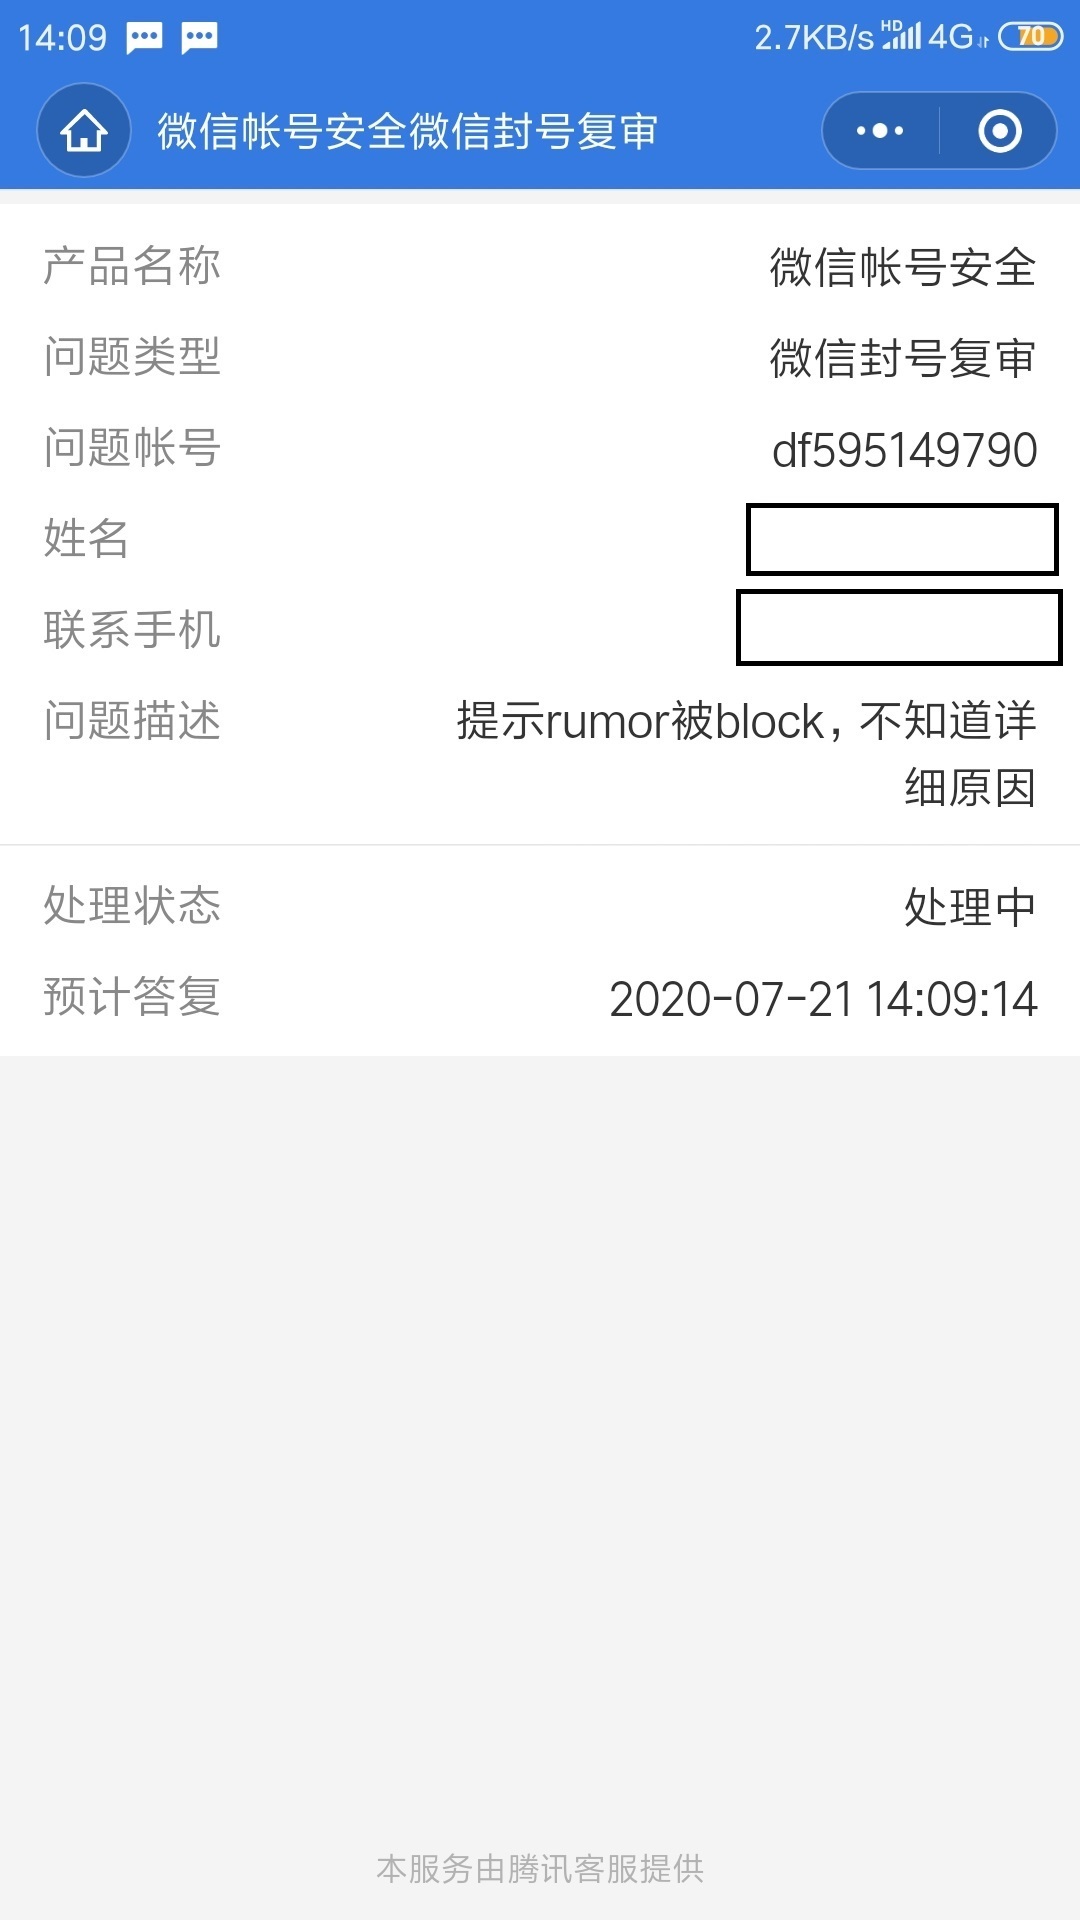 14:09 2.7KB/s HD 4G 70
微信帐号安全微信封号复审
产品名称 微信帐号安全
问题类型 微信封号复审
问题帐号 df595149790
姓名
联系手机
问题描述 提示rumor被block，不知道详
细原因
处理状态 处理中
预计答复 2020-07-21 14:09:14
本服务由腾讯客服提供